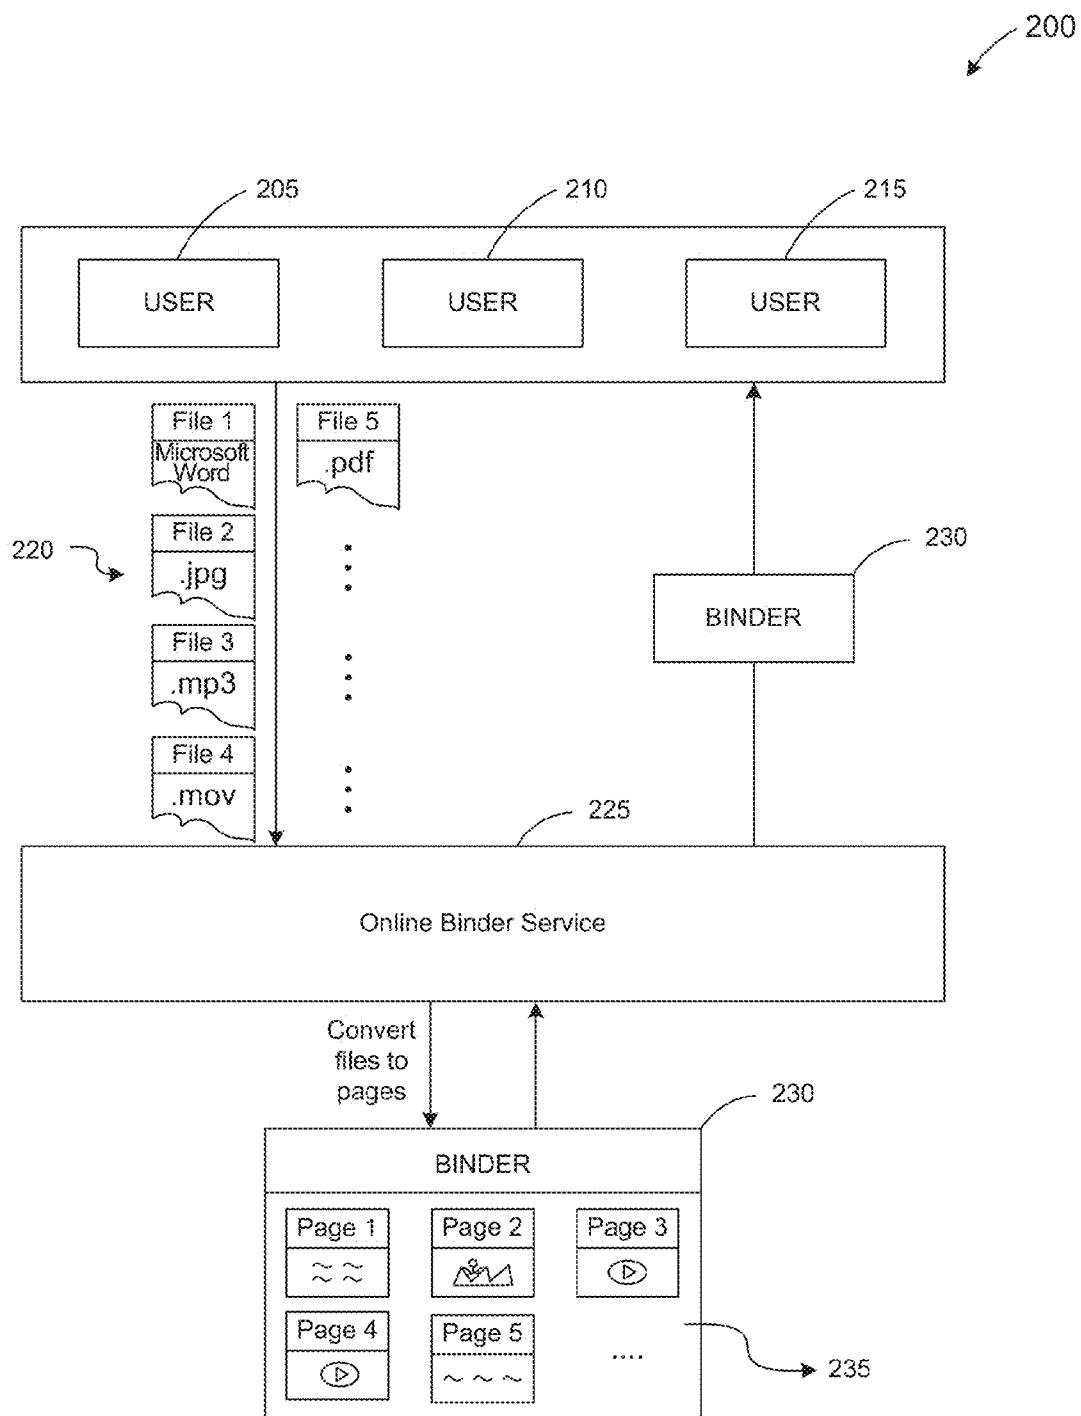 200
205
210
215
USER
USER
USER
File 1
Microsoft
Word
File 5
.pdf
220
File 2
.jpg
230
BINDER
File 3
.mp3
File 4
.mov
225
Online Binder Service
Convert
files to
pages
230
BINDER
Page 1
Page 2
Page 3
Page 4
Page 5
....
235